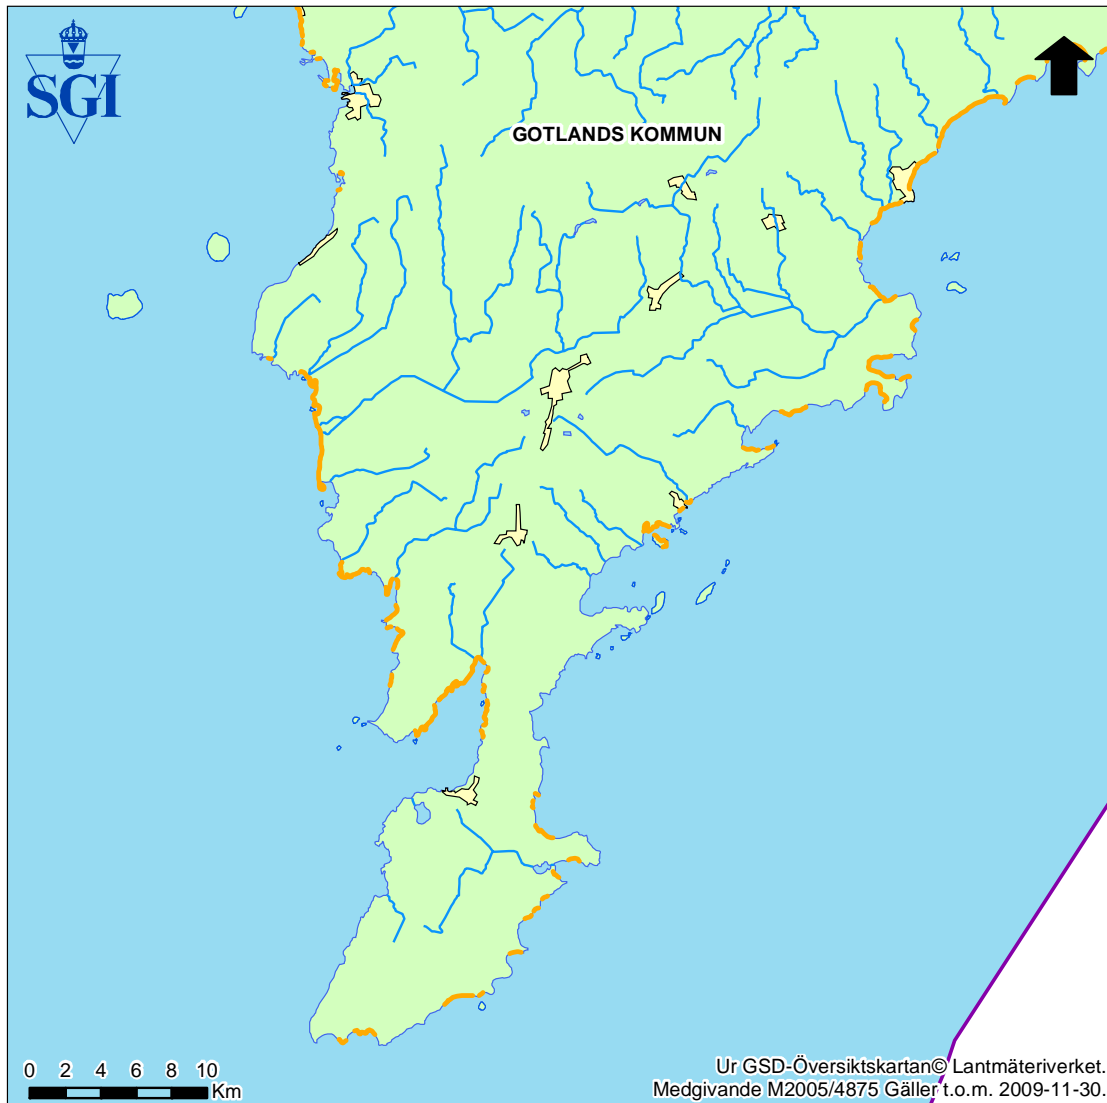 SGI
GOTLANDS KOMMUN
0 2 4 6 8 10
Km
Ur GSD-Översiktskartan© Lantmäteriverket.
Medgivande M2005/4875 Gäller t.o.m. 2009-11-30.